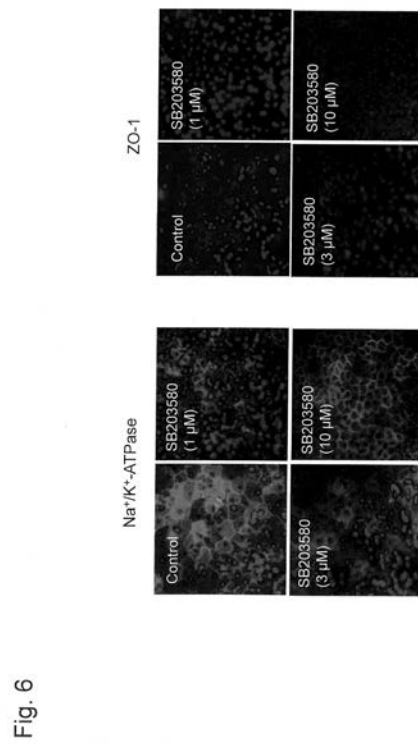 Fig. 6
Na⁺/K⁺-ATPase
Control
SB203580
(1 μM)
SB203580
(3 μM)
SB203580
(10 μM)
ZO-1
Control
SB203580
(1 μM)
SB203580
(3 μM)
SB203580
(10 μM)